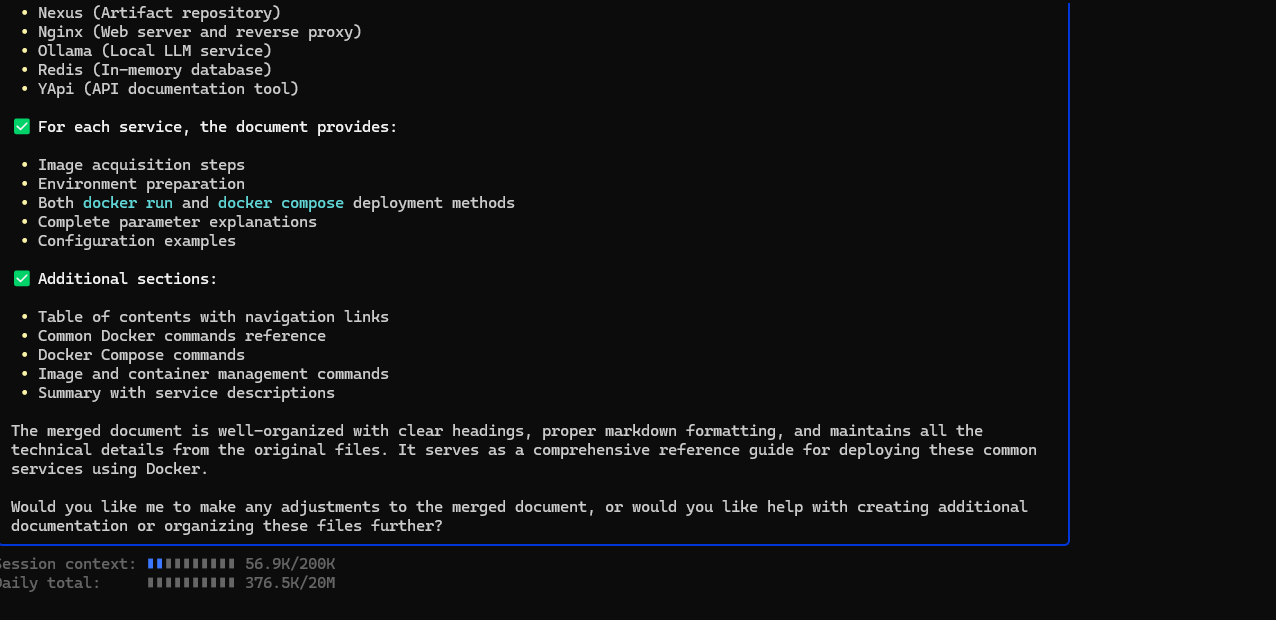 • Nexus (Artifact repository)
• Nginx (Web server and reverse proxy)
• Ollama (Local LLM service)
• Redis (In-memory database)
• YApi (API documentation tool)
✅ For each service, the document provides:
• Image acquisition steps
• Environment preparation
• Both docker run and docker compose deployment methods
• Complete parameter explanations
• Configuration examples
✅ Additional sections:
• Table of contents with navigation links
• Common Docker commands reference
• Docker Compose commands
• Image and container management commands
• Summary with service descriptions
The merged document is well-organized with clear headings, proper markdown formatting, and maintains all the
technical details from the original files. It serves as a comprehensive reference guide for deploying these common
services using Docker.
Would you like me to make any adjustments to the merged document, or would you like help with creating additional
documentation or organizing these files further?
Session context: 56.9K/200K
Daily total: 376.5K/20M